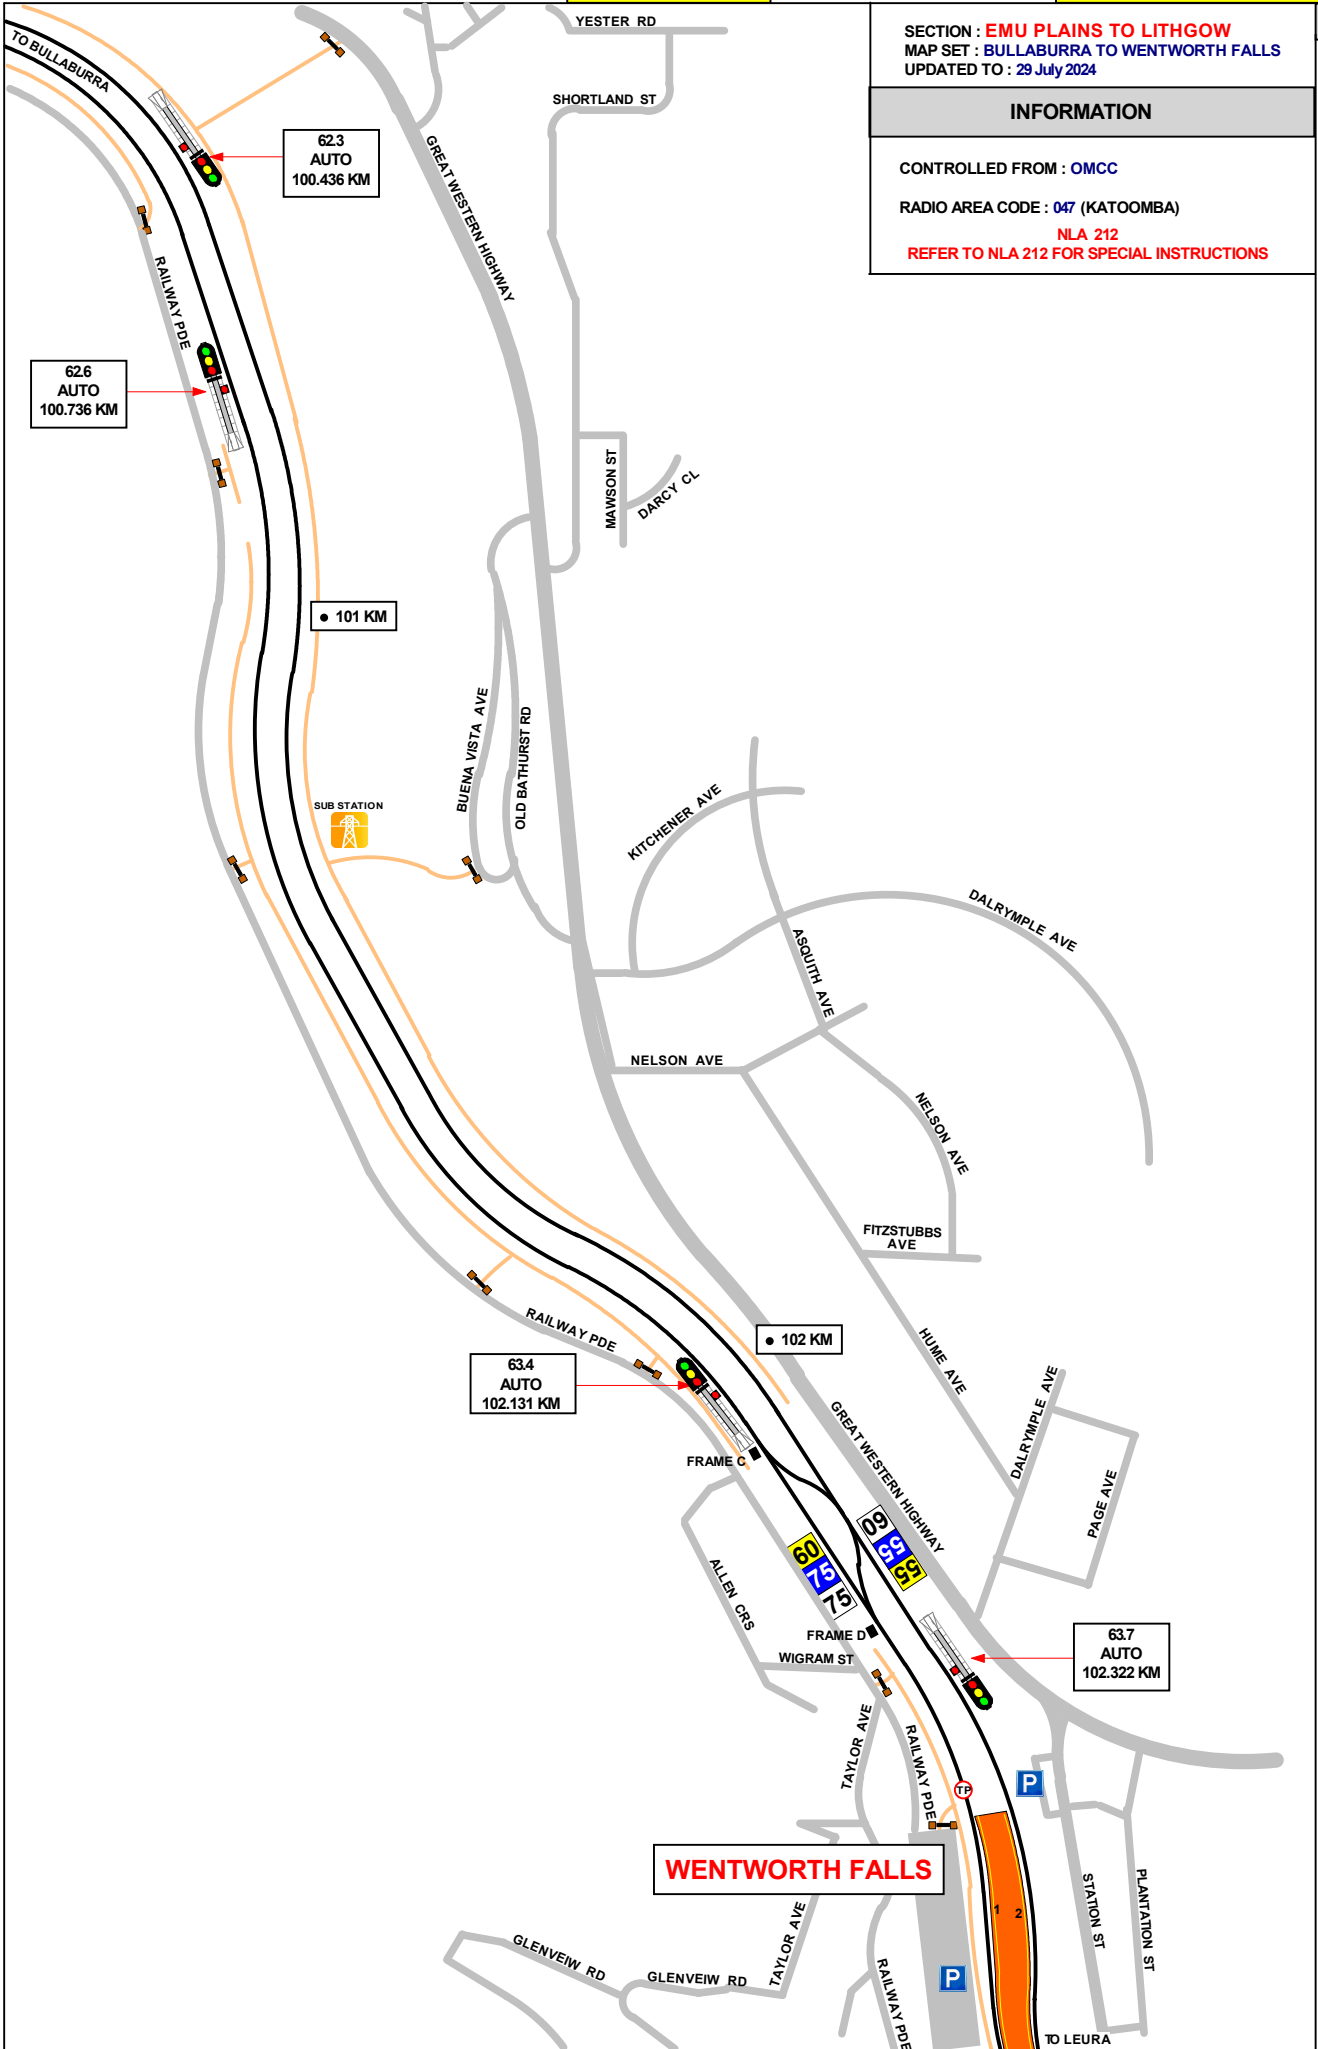 YESTER RD
SECTION : EMU PLAINS TO LITHGOW
MAP SET : BULLABURRA TO WENTWORTH FALLS
UPDATED TO : 29 July 2024
INFORMATION
CONTROLLED FROM : OMCC
RADIO AREA CODE : 047 (KATOOMBA)
NLA 212
REFER TO NLA 212 FOR SPECIAL INSTRUCTIONS
TO BULLABURRA
SHORTLAND ST
62.3
AUTO
100.436 KM
GREAT WESTERN HIGHWAY
RAILWAY PDE
62.6
AUTO
100.736 KM
MAWSON ST
DARCY CL
101 KM
BUENA VISTA AVE
OLD BATHURST RD
SUB STATION
KITCHENER AVE
DALRYMPLE AVE
ASQUITH AVE
NELSON AVE
NELSON AVE
FITZSTUBBS
AVE
RAILWAY PDE
102 KM
HUME AVE
63.4
AUTO
102.131 KM
DALRYMPLE AVE
GREAT WESTERN HIGHWAY
FRAME C
PAGE AVE
60
75
75
60
55
55
ALLEN CRS
FRAME D
WIGRAM ST
63.7
AUTO
102.322 KM
TAYLOR AVE
RAILWAY PDE
TP
P
WENTWORTH FALLS
STATION ST
PLANTATION ST
1 2
TAYLOR AVE
GLENVEIW RD
GLENVEIW RD
RAILWAY PDE
P
TO LEURA